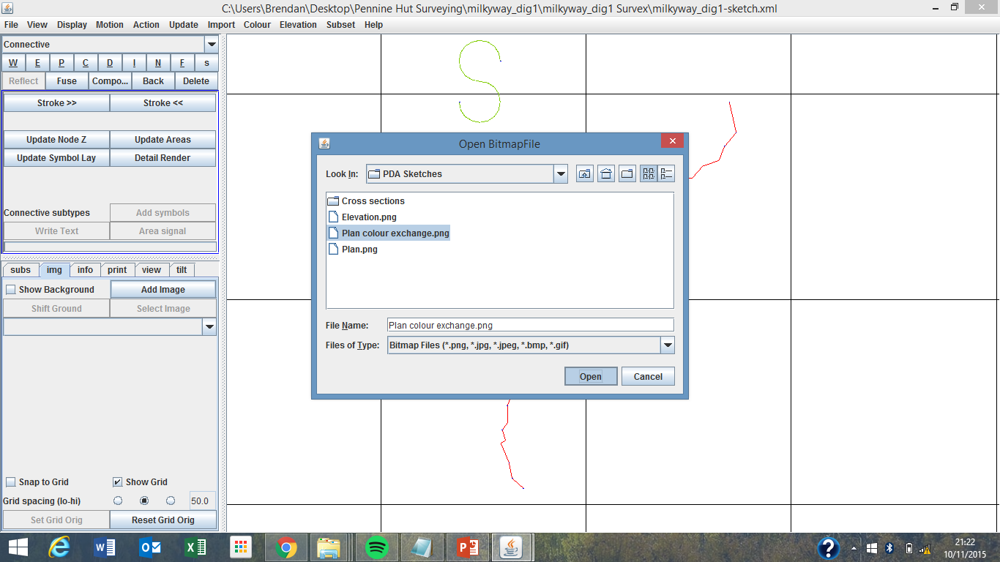 C:\Users\Brendan\Desktop\Pennine Hut Surveying\milkyway_dig1\milkyway_dig1 Survex\milkyway_dig1-sketch.xml
File View Display Motion Action Update Import Colour Elevation Subset Help
Connective
W E P C D I N F s
Reflect Fuse Compo... Back Delete
Stroke >> Stroke <<
Update Node Z Update Areas
Update Symbol Lay Detail Render
Connective subtypes Add symbols
Write Text Area signal
subs img info print view tilt
Show Background Add Image
Shift Ground Select Image
Snap to Grid Show Grid
Grid spacing (lo-hi) 50.0
Set Grid Orig Reset Grid Orig
S
Open BitmapFile
Look In: PDA Sketches
Cross sections
Elevation.png
Plan colour exchange.png
Plan.png
File Name: Plan colour exchange.png
Files of Type: Bitmap Files (*.png, *.jpg, *.jpeg, *.bmp, *.gif)
Open Cancel
21:22
10/11/2015